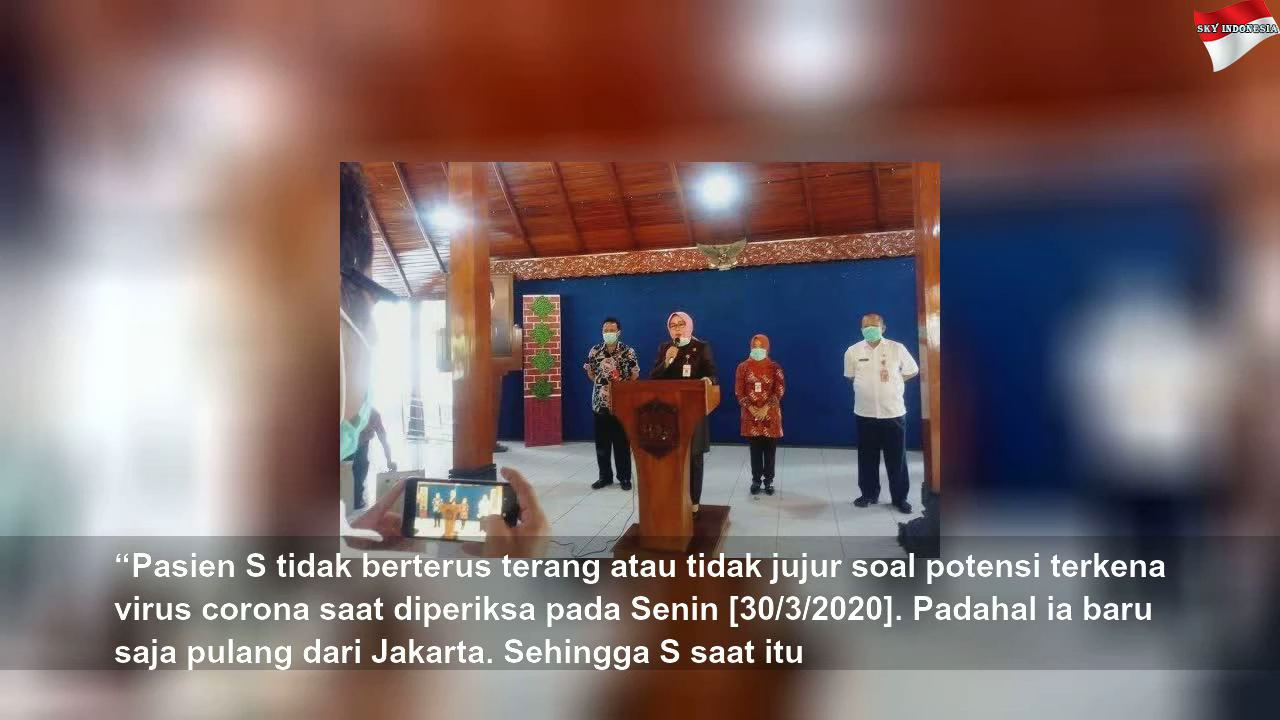 SKY INDONESIA
“Pasien S tidak berterus terang atau tidak jujur soal potensi terkena
virus corona saat diperiksa pada Senin [30/3/2020]. Padahal ia baru
saja pulang dari Jakarta. Sehingga S saat itu